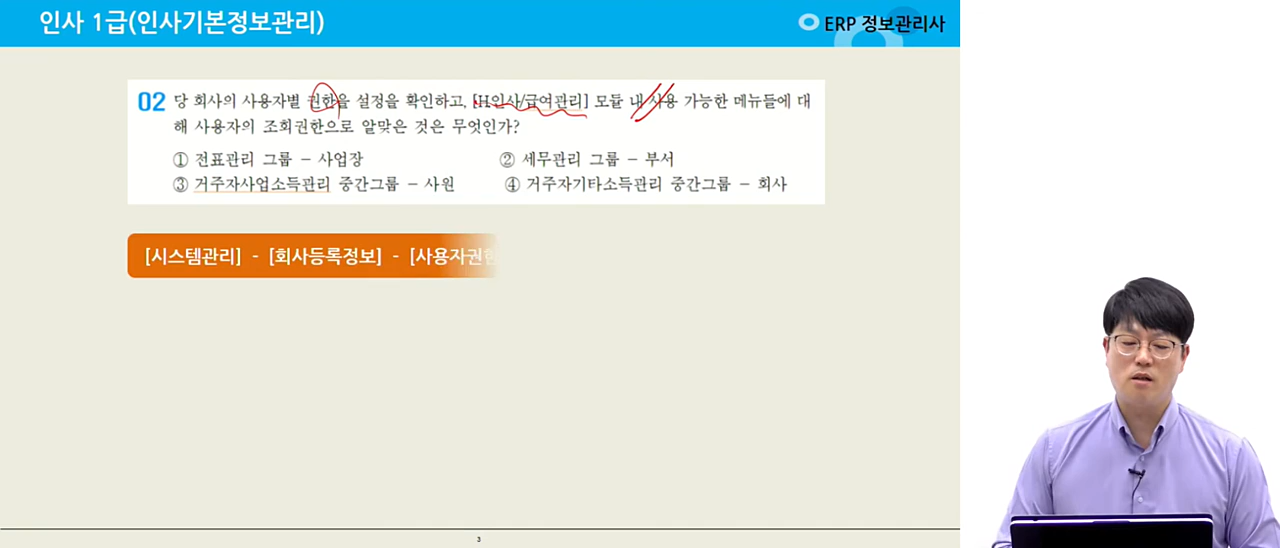 인사 1급(인사기본정보관리)
ERP 정보관리사
02 당 회사의 사용자별 권한을 설정을 확인하고, [H인사/급여관리] 모듈 내 사용 가능한 메뉴들에 대
해 사용자의 조회권한으로 알맞은 것은 무엇인가?
① 전표관리 그룹 – 사업장 ② 세무관리 그룹 – 부서
③ 거주자사업소득관리 중간그룹 – 사원 ④ 거주자기타소득관리 중간그룹 – 회사
[시스템관리] - [회사등록정보] - [사용자권한
3